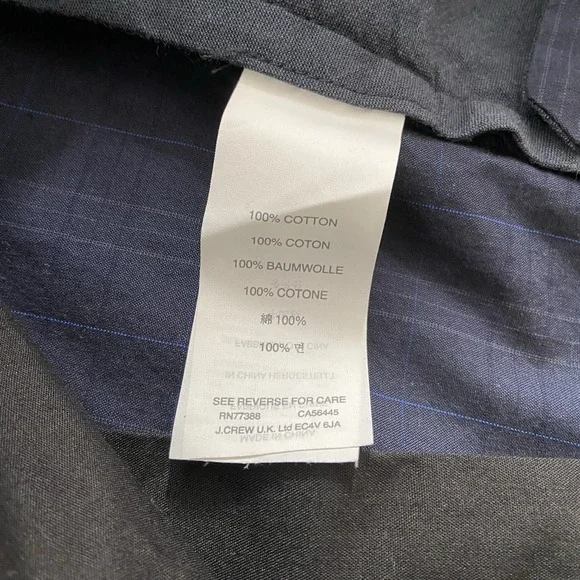 100% COTTON
100% COTON
100% BAUMWOLLE
100% COTONE
綿 100%
100% 면
SEE REVERSE FOR CARE
RN77388 CA56445
J.CREW U.K. Ltd EC4V 6JA
MADE IN CHINA